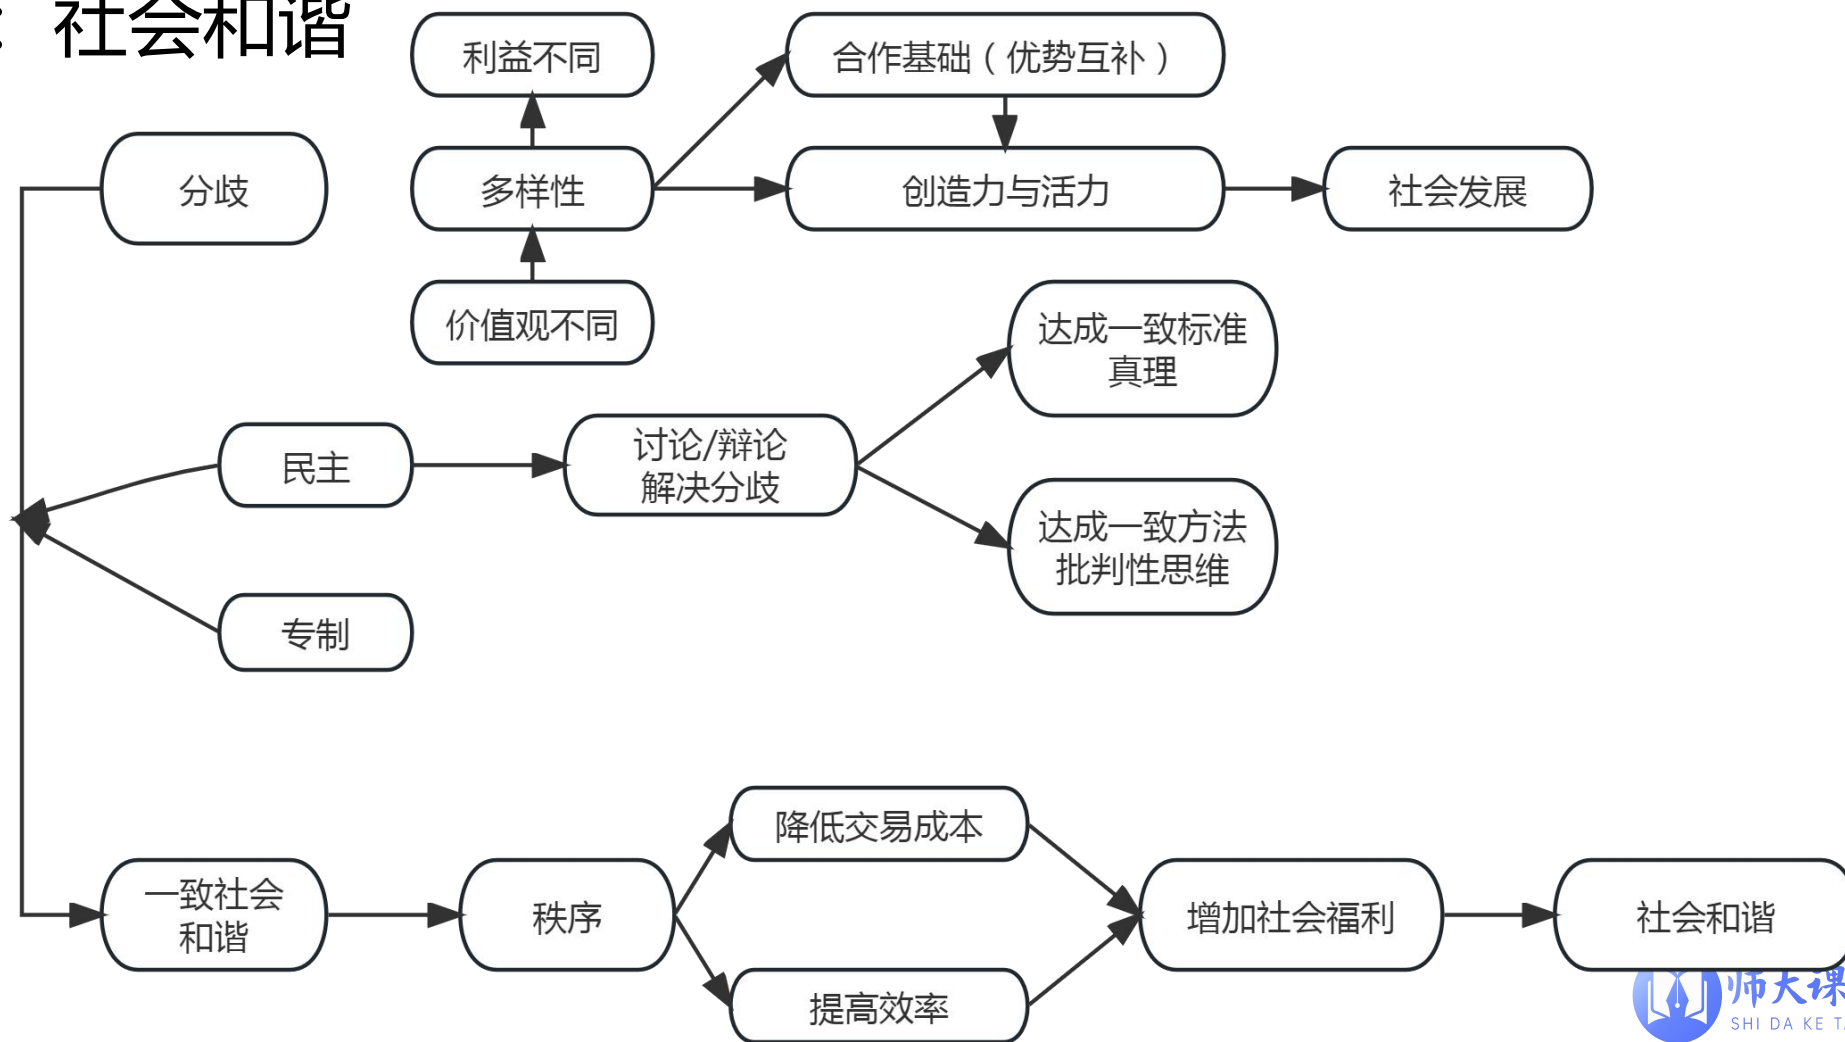 ：社会和谐
利益不同
合作基础（优势互补）
分歧
多样性
创造力与活力
社会发展
价值观不同
达成一致标准
真理
民主
讨论/辩论
解决分歧
达成一致方法
批判性思维
专制
降低交易成本
一致社会
和谐
秩序
增加社会福利
社会和谐
提高效率
师大课
SHI DA KE T